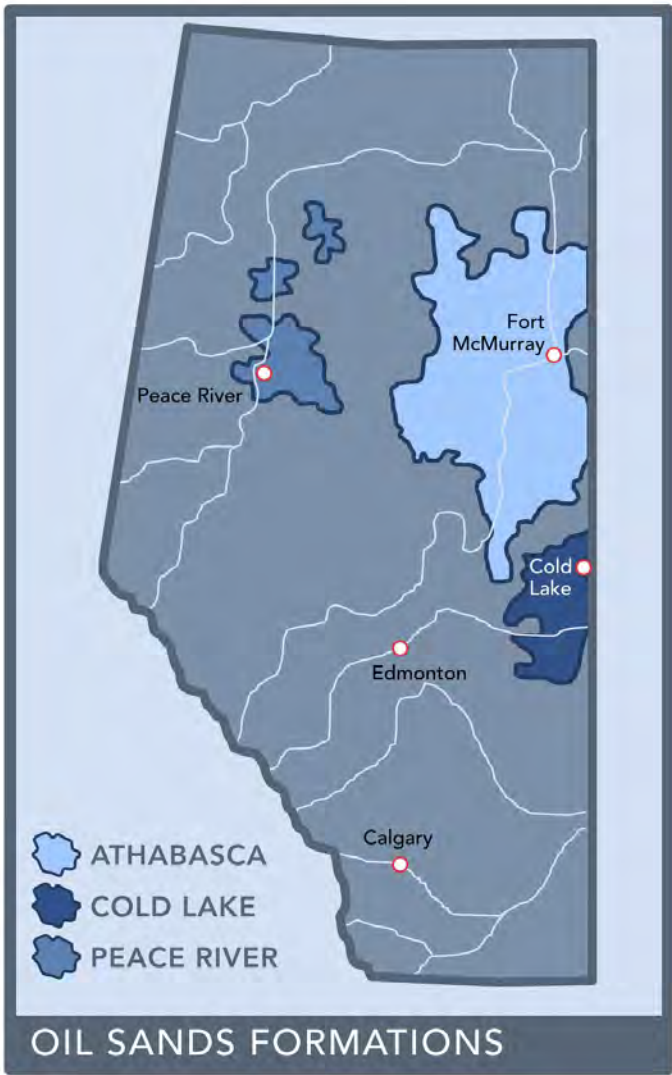 Fort
McMurray
Peace River
Cold
Lake
Edmonton
Calgary
ATHABASCA
COLD LAKE
PEACE RIVER
OIL SANDS FORMATIONS